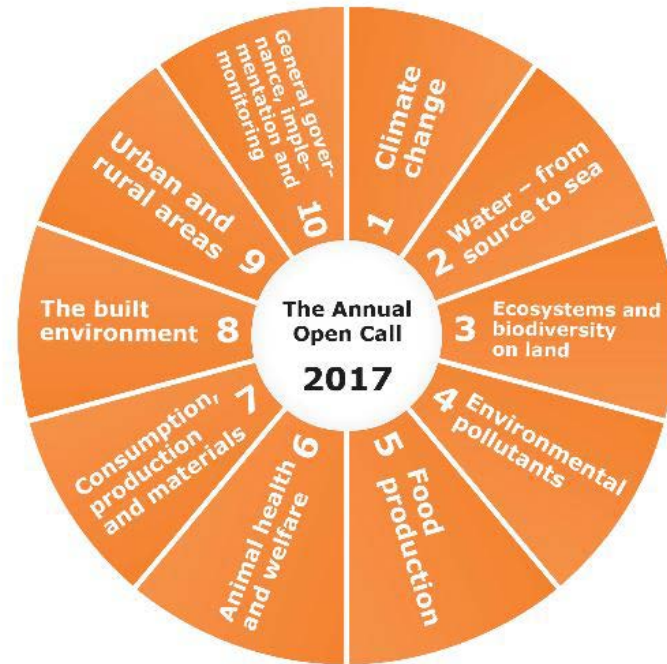 The Annual
Open Call
2017
1
Climate
change
2
Water – from
source to sea
3
Ecosystems and
biodiversity
on land
4
Environmental
pollutants
5
Food
production
6
Animal health
and welfare
7
Consumption,
production
and materials
8
The built
environment
9
Urban and
rural areas
10
General gover-
nance, imple-
mentation and
monitoring